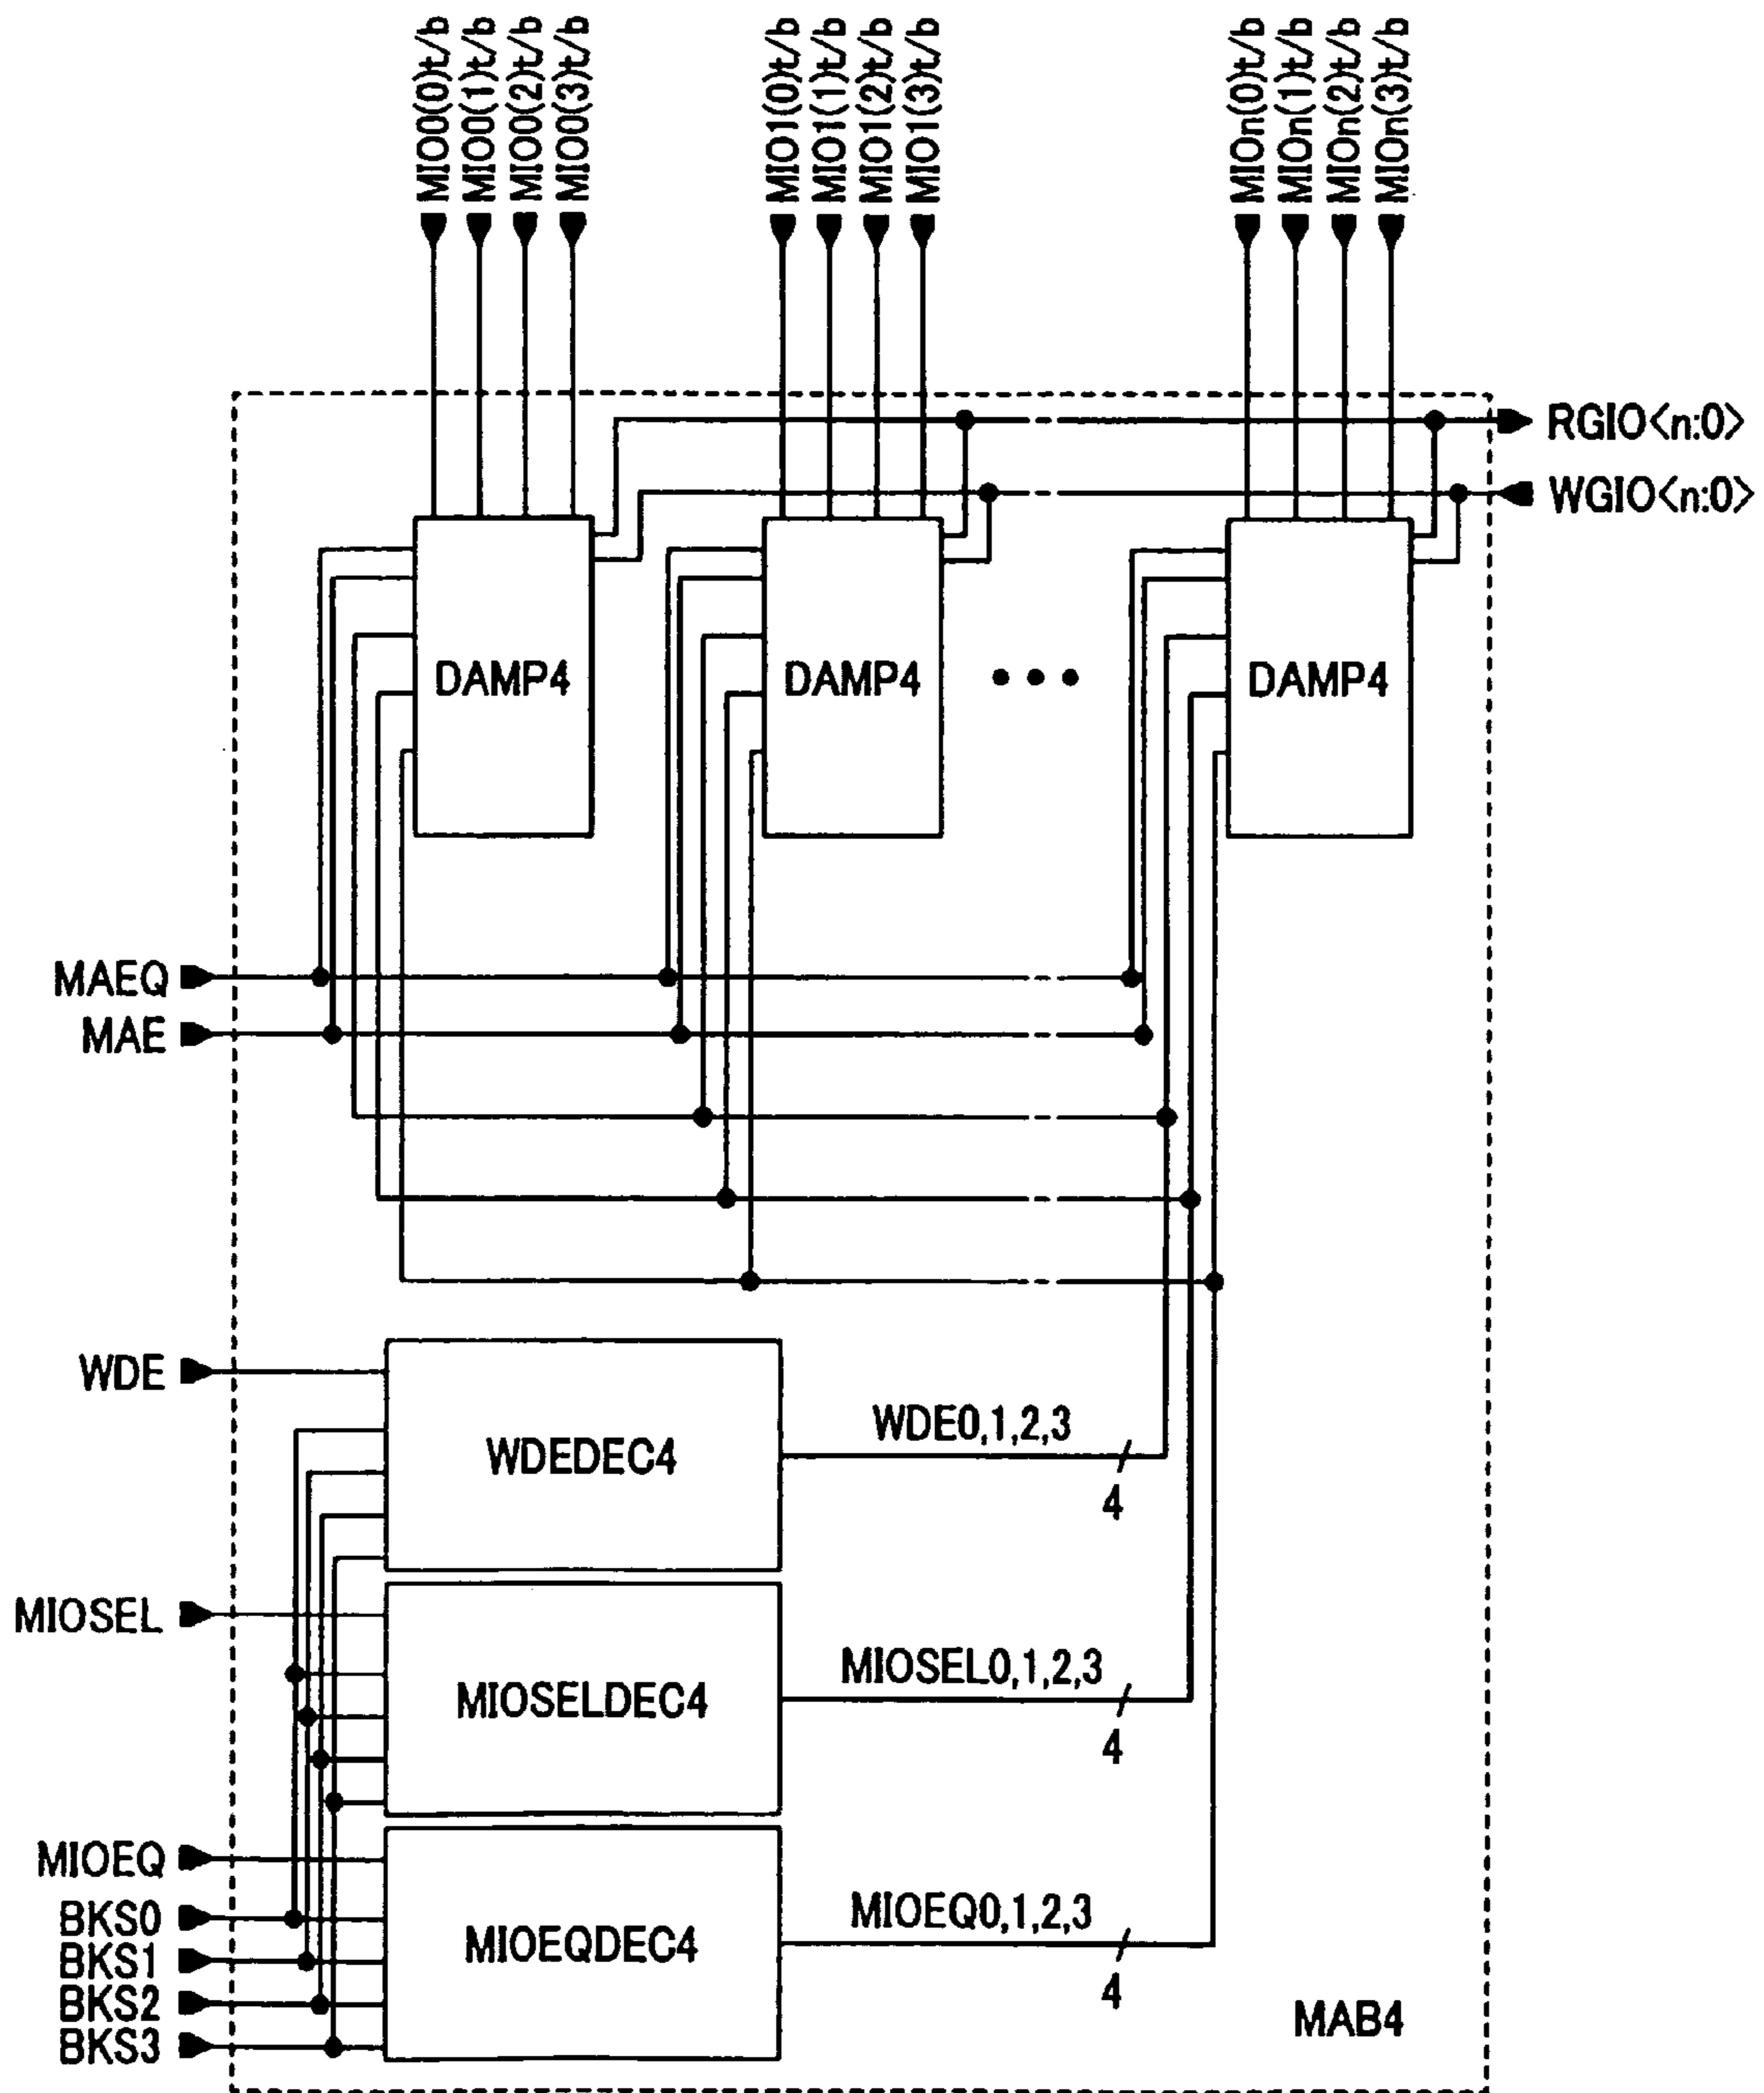 MIO0(0)t/b
MIO0(1)t/b
MIO0(2)t/b
MIO0(3)t/b
MIO1(0)t/b
MIO1(1)t/b
MIO1(2)t/b
MIO1(3)t/b
MIOn(0)t/b
MIOn(1)t/b
MIOn(2)t/b
MIOn(3)t/b
RGIO<n:0>
WGIO<n:0>
DAMP4
DAMP4
•••
DAMP4
MAEQ
MAE
WDE
WDEDEC4
WDE0,1,2,3
4
MIOSEL
MIOSELDEC4
MIOSEL0,1,2,3
4
MIOEQ
BKS0
BKS1
BKS2
BKS3
MIOEQDEC4
MIOEQ0,1,2,3
4
MAB4